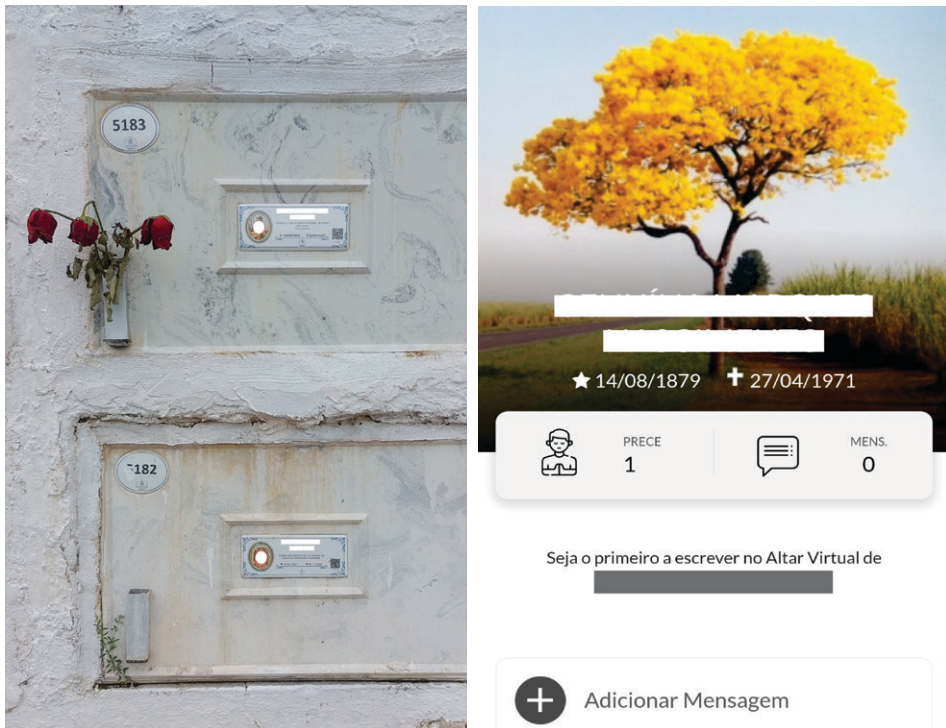 5183
182
14/08/1879 27/04/1971
PRECE
1
MENS.
0
Seja o primeiro a escrever no Altar Virtual de
Adicionar Mensagem